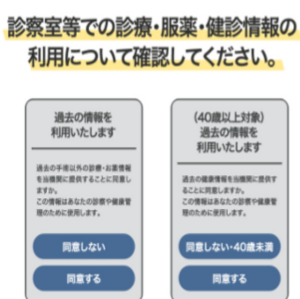 診察室等での診療・服薬・健診情報の
利用について確認してください。
過去の情報を
利用いたします
過去の手術以外の診療・お薬情報
を当機関に提供することに同意し
ますか。
この情報はあなたの診察や健康管
理のために使用します。
同意しない
同意する
(40歳以上対象)
過去の情報を
利用いたします
過去の健診情報を当機関に提供す
ることに同意しますか。
この情報はあなたの診察や健康管
理のために使用します。
同意しない・40歳未満
同意する